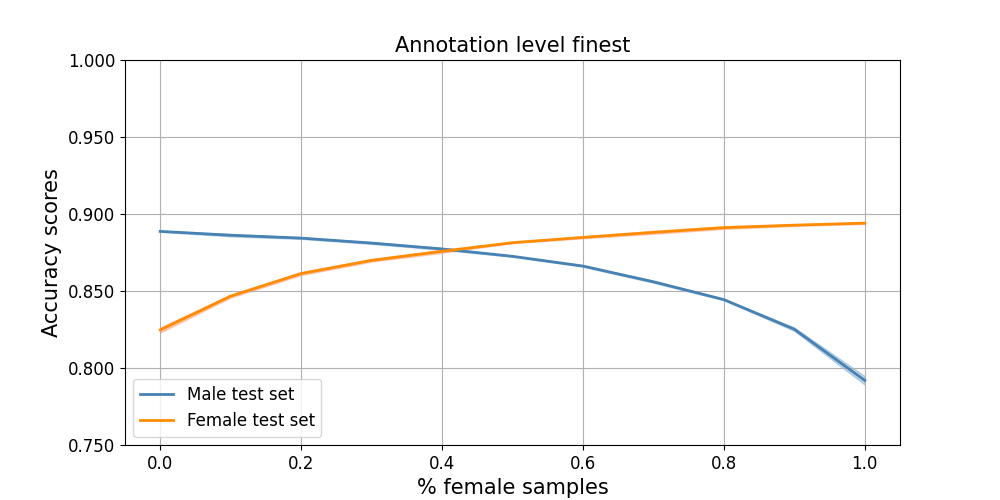 Annotation level finest
Accuracy scores
1.000
0.950
0.900
0.850
0.800
0.750
Male test set
Female test set
0.0 0.2 0.4 0.6 0.8 1.0
% female samples